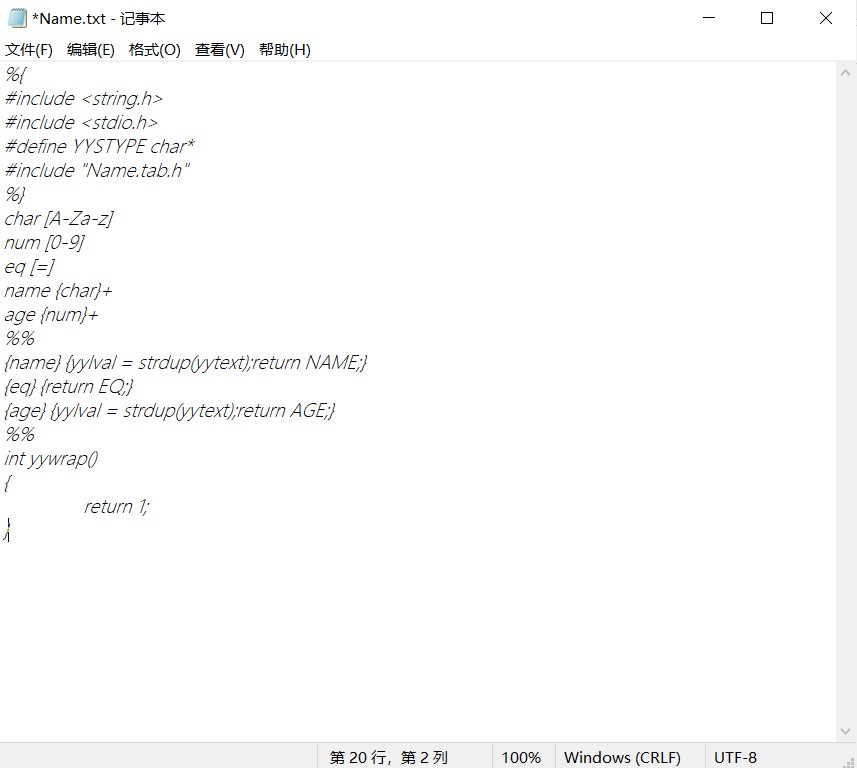 *Name.txt - 记事本
文件(F) 编辑(E) 格式(O) 查看(V) 帮助(H)
%{
#include <string.h>
#include <stdio.h>
#define YYSTYPE char*
#include "Name.tab.h"
%}
char [A-Za-z]
num [0-9]
eq [=]
name {char}+
age {num}+
%%
{name} {yylval = strdup(yytext);return NAME;}
{eq} {return EQ;}
{age} {yylval = strdup(yytext);return AGE;}
%%
int yywrap()
{
return 1;
}
第 20 行，第 2 列 100% Windows (CRLF) UTF-8